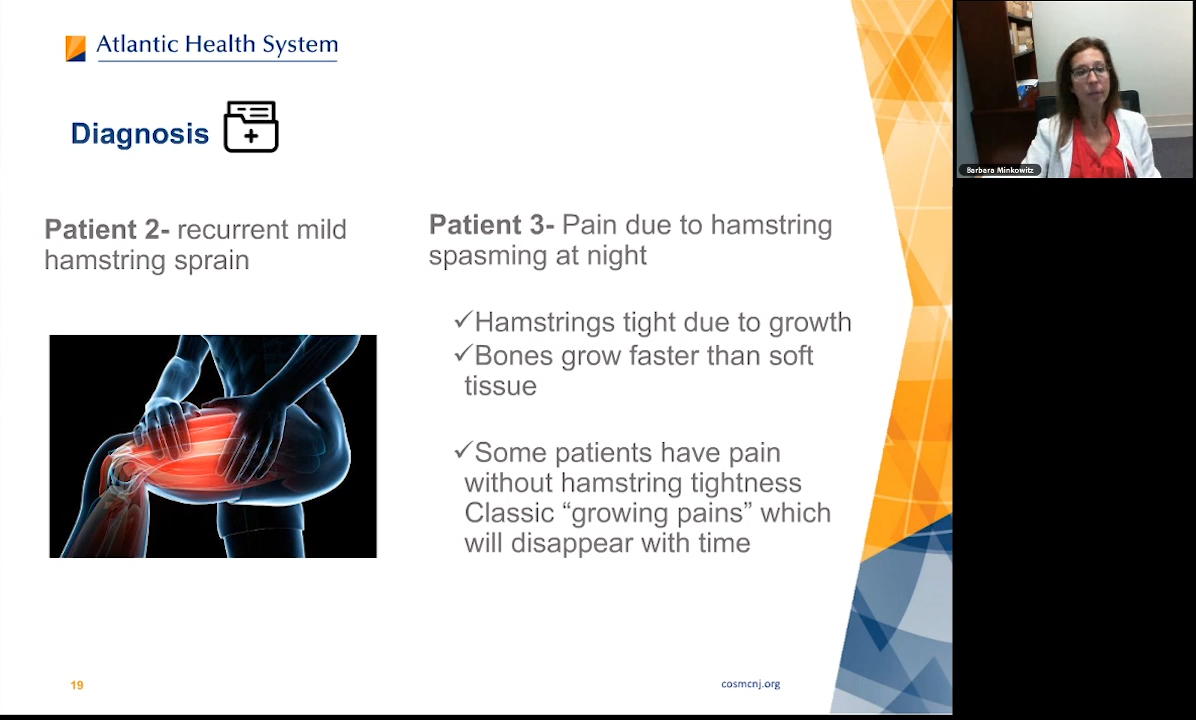 Atlantic Health System
Diagnosis
Patient 2- recurrent mild
hamstring sprain
Patient 3- Pain due to hamstring
spasming at night
✓Hamstrings tight due to growth
✓Bones grow faster than soft
tissue
✓Some patients have pain
without hamstring tightness
Classic “growing pains” which
will disappear with time
19
cosmcnj.org
Barbara Minkowitz